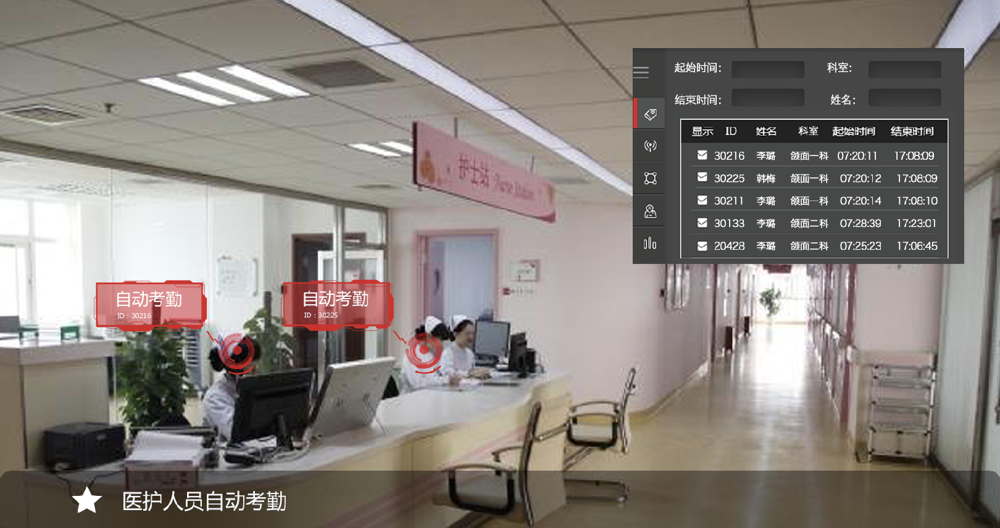 起始时间: 科室:
结束时间: 姓名:
显示 ID 姓名 科室 起始时间 结束时间
30216 李璐 颌面一科 07:20:11 17:08:09
30225 韩梅 颌面一科 07:20:12 17:08:09
30211 李璐 颌面一科 07:20:14 17:08:10
30133 李璐 颌面二科 07:28:39 17:23:01
20428 李璐 颌面二科 07:25:23 17:06:45
护士站 Nurse Station
自动考勤
ID : 30216
自动考勤
ID : 30225
医护人员自动考勤